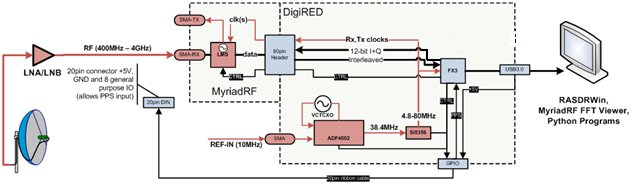 DigiRED
clk(s)
SMA-TX
Rx,Tx clocks
RF (400MHz – 4GHz)
SMA-RX
LMS
data
80pin
Header
12-bit I+Q
Interleaved
FX3
USB3.0
LNA/LNB
CTRL
CTRL
+5V
20pin connector +5V,
GND and 8 general
purpose IO
(allows PPS input)
MyriadRF
RASDRWin,
MyriadRF FFT Viewer,
Python Programs
20pin DIN
VCTCXO
4.8-80MHz
CTRL
PPS
REF-IN (10MHz)
SMA
ADF4002
38.4MHz
Si5356
GPIO
20pin ribbon cable